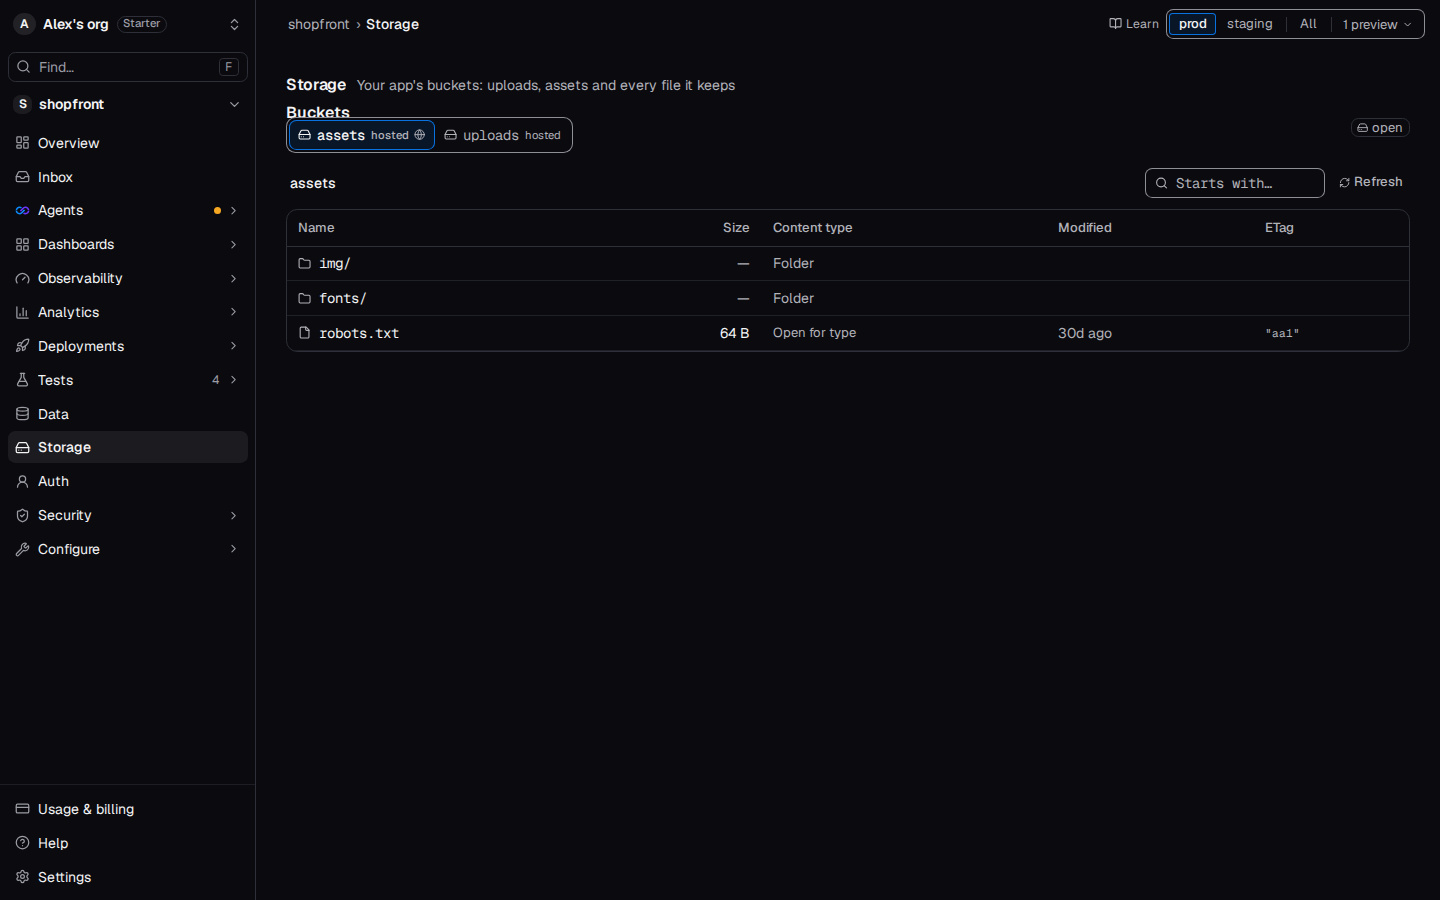 A Alex's org Starter
Find... F
S shopfront
Overview
Inbox
Agents
Dashboards
Observability
Analytics
Deployments
Tests 4
Data
Storage
Auth
Security
Configure
Usage & billing
Help
Settings
shopfront › Storage
Learn prod staging All 1 preview
Storage Your app's buckets: uploads, assets and every file it keeps
Buckets
assets hosted uploads hosted
open
assets
Starts with… Refresh
Name Size Content type Modified ETag
img/ — Folder
fonts/ — Folder
robots.txt 64 B Open for type 30d ago "aa1"